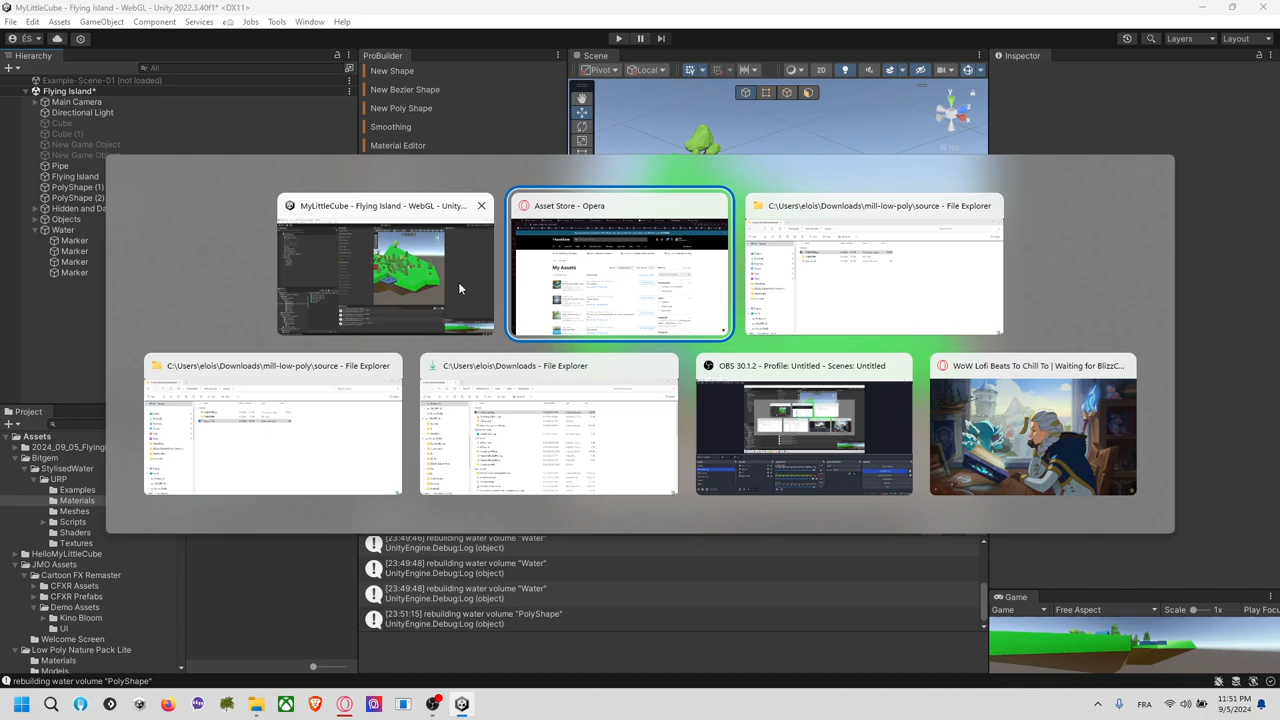 MyLittleCube - Flying Island - WebGL - Unity 2022.3.40f1* <DX11>
File Edit Assets GameObject Component Services Jobs Tools Window Help
ÉS Layers Layout
Hierarchy ProBuilder Scene Inspector
All New Shape Pivot Local 2D
Example-Scene-01 (not loaded)
Flying Island* New Bezier Shape
Main Camera
Directional Light New Poly Shape
Cube
Cube (1) Smoothing
New Game Object Material Editor
New Game Obj
Pipe
Flying Island
PolyShape (1)
PolyShape (2)
Hidden and Da
Objects
Water
Marker
Marker
Marker
Marker
y
x
z
Iso
MyLittleCube - Flying Island - WebGL - Unity... Asset Store - Opera C:\Users\elois\Downloads\mill-low-poly\source - File Explorer
My Assets
C:\Users\elois\Downloads\mill-low-poly\source - File Explorer C:\Users\elois\Downloads - File Explorer OBS 30.1.2 - Profile: Untitled - Scenes: Untitled WoW Lofi Beats To Chill To | Waiting for BlizzC...
Project
Assets
Bitgem
StylisedWater
URP
Examples
Materials
Meshes
Scripts
Shaders
Textures
HelloMyLittleCube
JMO Assets
Cartoon FX Remaster
CFXR Assets
CFXR Prefabs
Demo Assets
Kino Bloom
UI
Welcome Screen
Low Poly Nature Pack Lite
Materials
Models
[23:49:46] rebuilding water volume "Water"
UnityEngine.Debug:Log (object)
[23:49:48] rebuilding water volume "Water"
UnityEngine.Debug:Log (object)
[23:49:48] rebuilding water volume "Water"
UnityEngine.Debug:Log (object)
[23:51:15] rebuilding water volume "PolyShape"
UnityEngine.Debug:Log (object)
Game
Game Free Aspect Scale 1x Play Focu
rebuilding water volume "PolyShape"
FRA 11:51 PM
9/5/2024